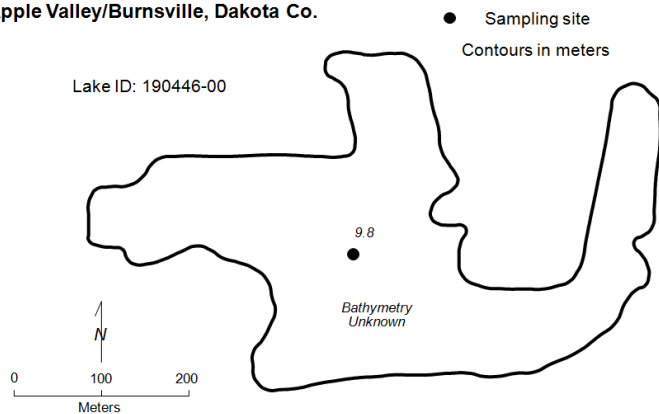 pple Valley/Burnsville, Dakota Co.
Sampling site
Contours in meters
Lake ID: 190446-00
9.8
Bathymetry
Unknown
N
0 100 200
Meters